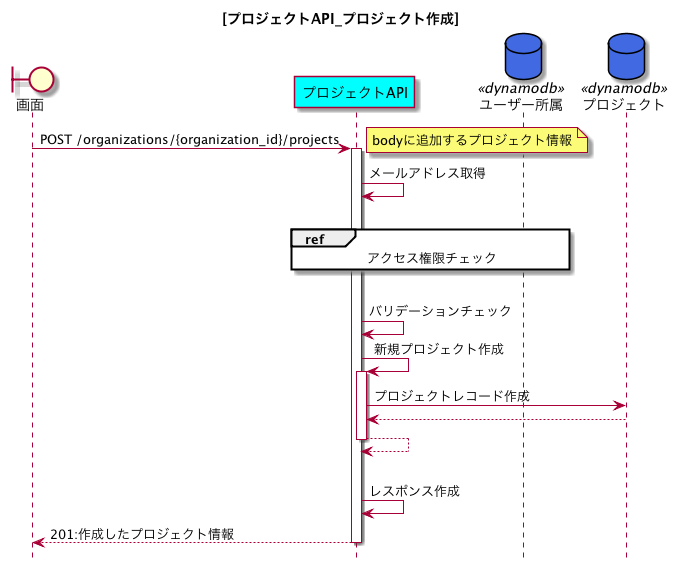 [プロジェクトAPI_プロジェクト作成]
画面
プロジェクトAPI
«dynamodb»
ユーザー所属
«dynamodb»
プロジェクト
POST /organizations/{organization_id}/projects
bodyに追加するプロジェクト情報
メールアドレス取得
ref
アクセス権限チェック
バリデーションチェック
新規プロジェクト作成
プロジェクトレコード作成
レスポンス作成
201:作成したプロジェクト情報